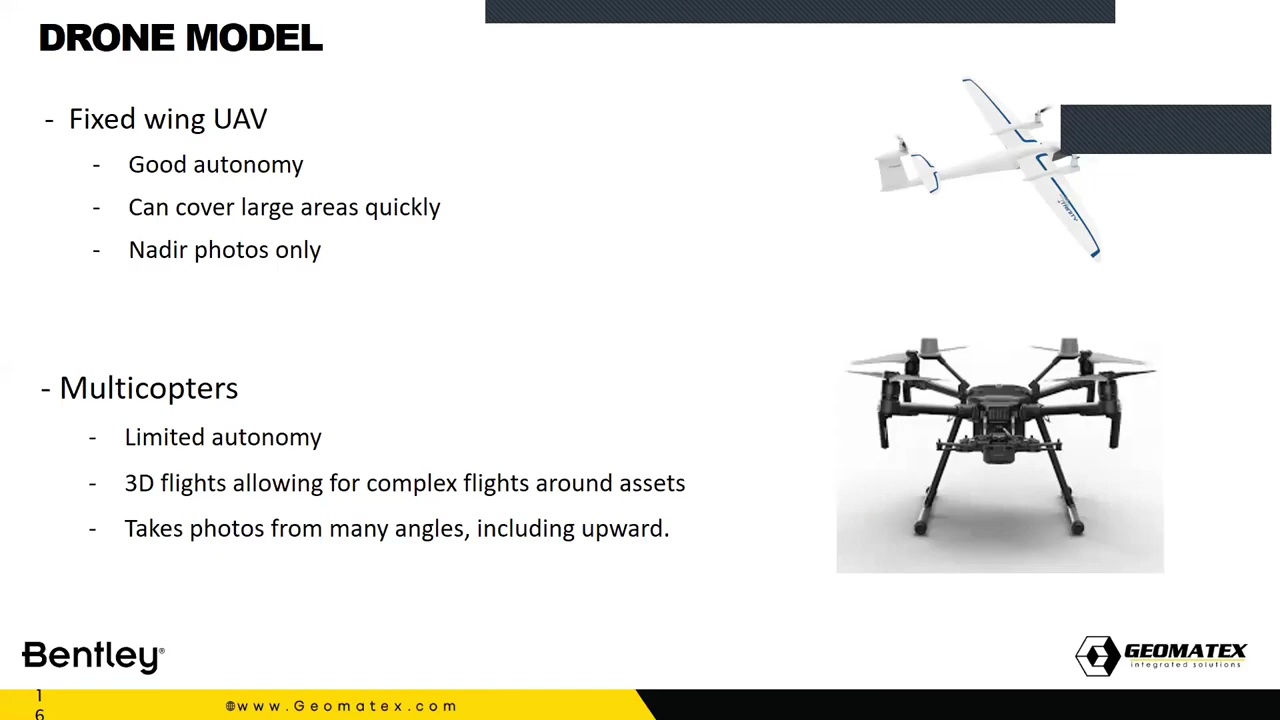 DRONE MODEL
- Fixed wing UAV
- Good autonomy
- Can cover large areas quickly
- Nadir photos only
- Multicopters
- Limited autonomy
- 3D flights allowing for complex flights around assets
- Takes photos from many angles, including upward.
Bentley®
GEOMATEX
integrated solutions
1
6
www.Geomatex.com